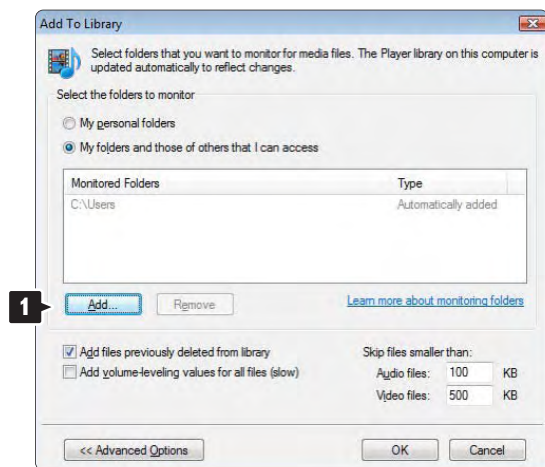 Add To Library
Select folders that you want to monitor for media files. The Player library on this computer is
updated automatically to reflect changes.
Select the folders to monitor
My personal folders
My folders and those of others that I can access
Monitored Folders Type
C:\Users Automatically added
1
Add... Remove Learn more about monitoring folders
Add files previously deleted from library Skip files smaller than:
Add volume-leveling values for all files (slow) Audio files: 100 KB
Video files: 500 KB
<< Advanced Options OK Cancel